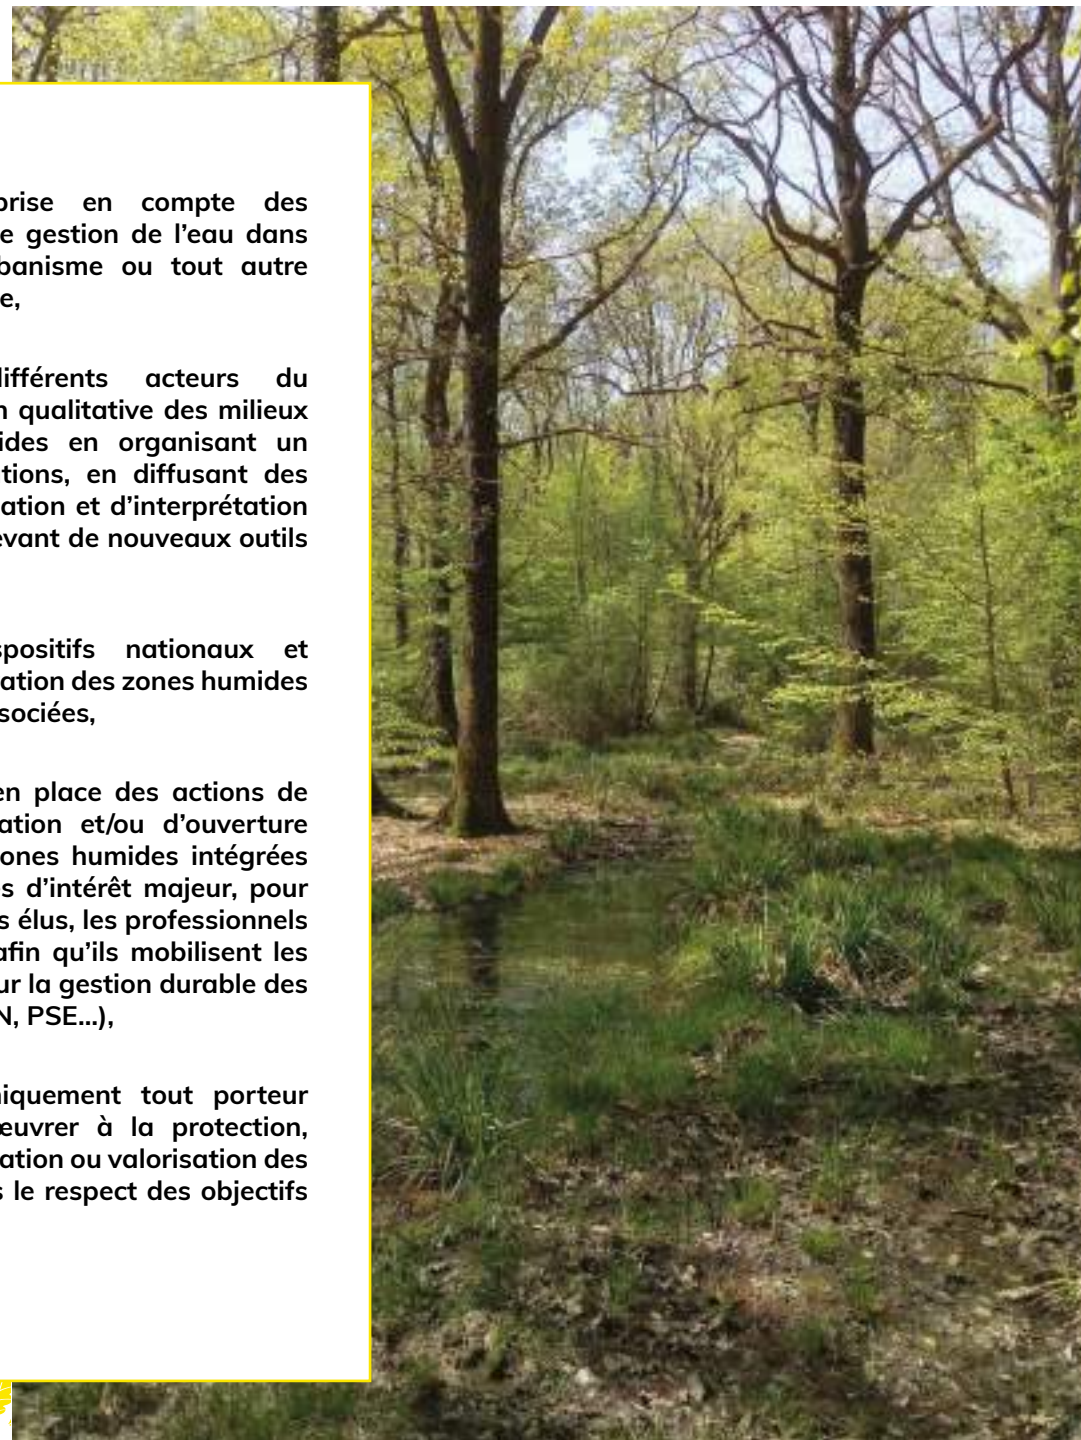 prise en compte des
e gestion de l'eau dans
banisme ou tout autre
e,
ifférents acteurs du
n qualitative des milieux
ides en organisant un
tions, en diffusant des
ation et d'interprétation
evant de nouveaux outils
spositifs nationaux et
ation des zones humides
sociées,
en place des actions de
ation et/ou d'ouverture
ones humides intégrées
s d'intérêt majeur, pour
s élus, les professionnels
afin qu'ils mobilisent les
ur la gestion durable des
N, PSE...),
niquement tout porteur
œuvrer à la protection,
ation ou valorisation des
s le respect des objectifs